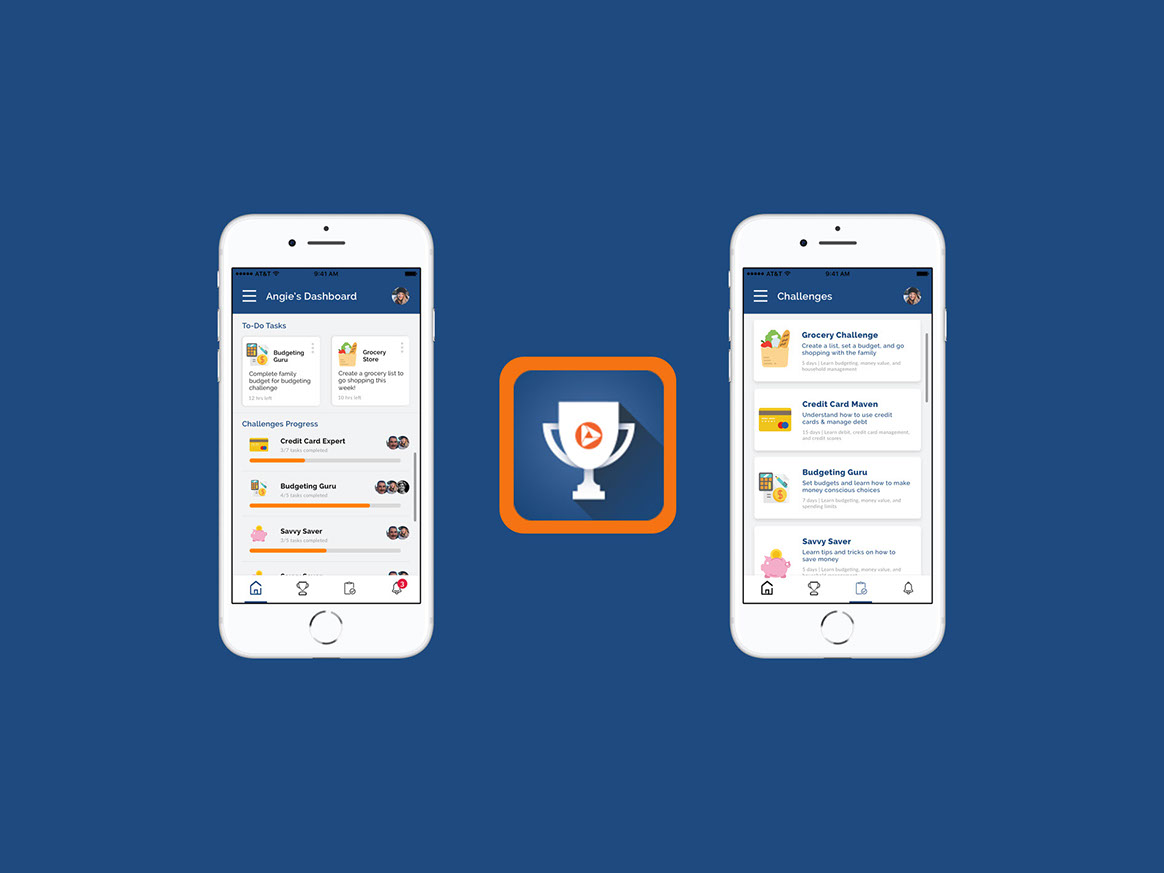 AT&T 9:41 AM
Angie's Dashboard
To-Do Tasks
Budgeting
Guru
Complete family
budget for budgeting
challenge
12 hrs left
Grocery
Store
Create a grocery list to
go shopping this
week!
16 hrs left
Challenges Progress
Credit Card Expert
3/7 tasks completed
Budgeting Guru
4/5 tasks completed
Savvy Saver
3/5 tasks completed
3
AT&T 9:41 AM
Challenges
Grocery Challenge
Create a list, set a budget, and go
shopping with the family
5 days | Learn budgeting, money value, and
household management
Credit Card Maven
Understand how to use credit
cards & manage debt
15 days | Learn debit, credit card management,
and credit scores
Budgeting Guru
Set budgets and learn how to make
money conscious choices
7 days | Learn budgeting, money value, and
spending limits
Savvy Saver
Learn tips and tricks on how to
save money
5 days | Learn budgeting, money value, and